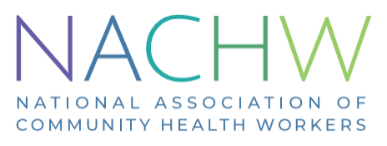 NACHW
NATIONAL ASSOCIATION OF
COMMUNITY HEALTH WORKERS